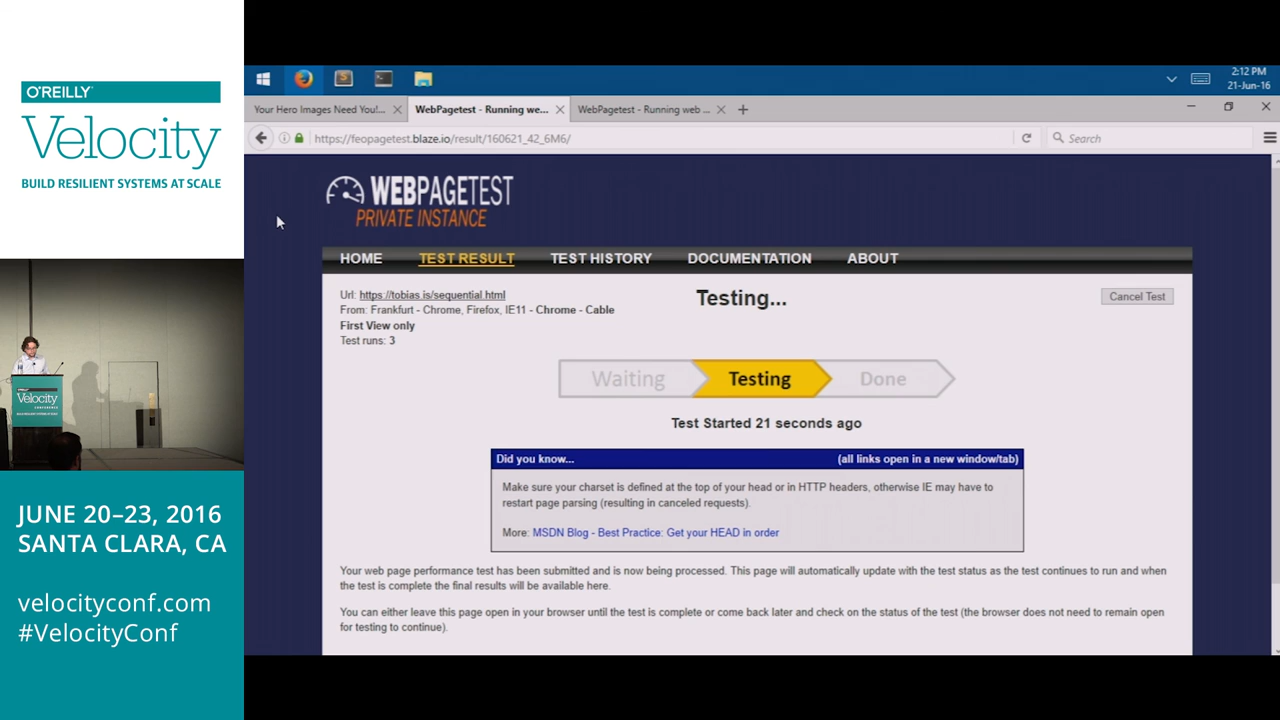 O'REILLY
Velocity
BUILD RESILIENT SYSTEMS AT SCALE
Velocity
CONFERENCE
JUNE 20–23, 2016
SANTA CLARA, CA
velocityconf.com
#VelocityConf
2:12 PM
21-Jun-16
Your Hero Images Need You!...
WebPagetest - Running we...
WebPagetest - Running web ...
https://feopagetest.blaze.io/result/160621_42_6M6/
Search
WEBPAGETEST
PRIVATE INSTANCE
HOME TEST RESULT TEST HISTORY DOCUMENTATION ABOUT
Url: https://tobias.is/sequential.html
From: Frankfurt - Chrome, Firefox, IE11 - Chrome - Cable
First View only
Test runs: 3
Testing...
Cancel Test
Waiting Testing Done
Test Started 21 seconds ago
Did you know... (all links open in a new window/tab)
Make sure your charset is defined at the top of your head or in HTTP headers, otherwise IE may have to
restart page parsing (resulting in canceled requests).
More: MSDN Blog - Best Practice: Get your HEAD in order
Your web page performance test has been submitted and is now being processed. This page will automatically update with the test status as the test continues to run and when
the test is complete the final results will be available here.
You can either leave this page open in your browser until the test is complete or come back later and check on the status of the test (the browser does not need to remain open
for testing to continue).